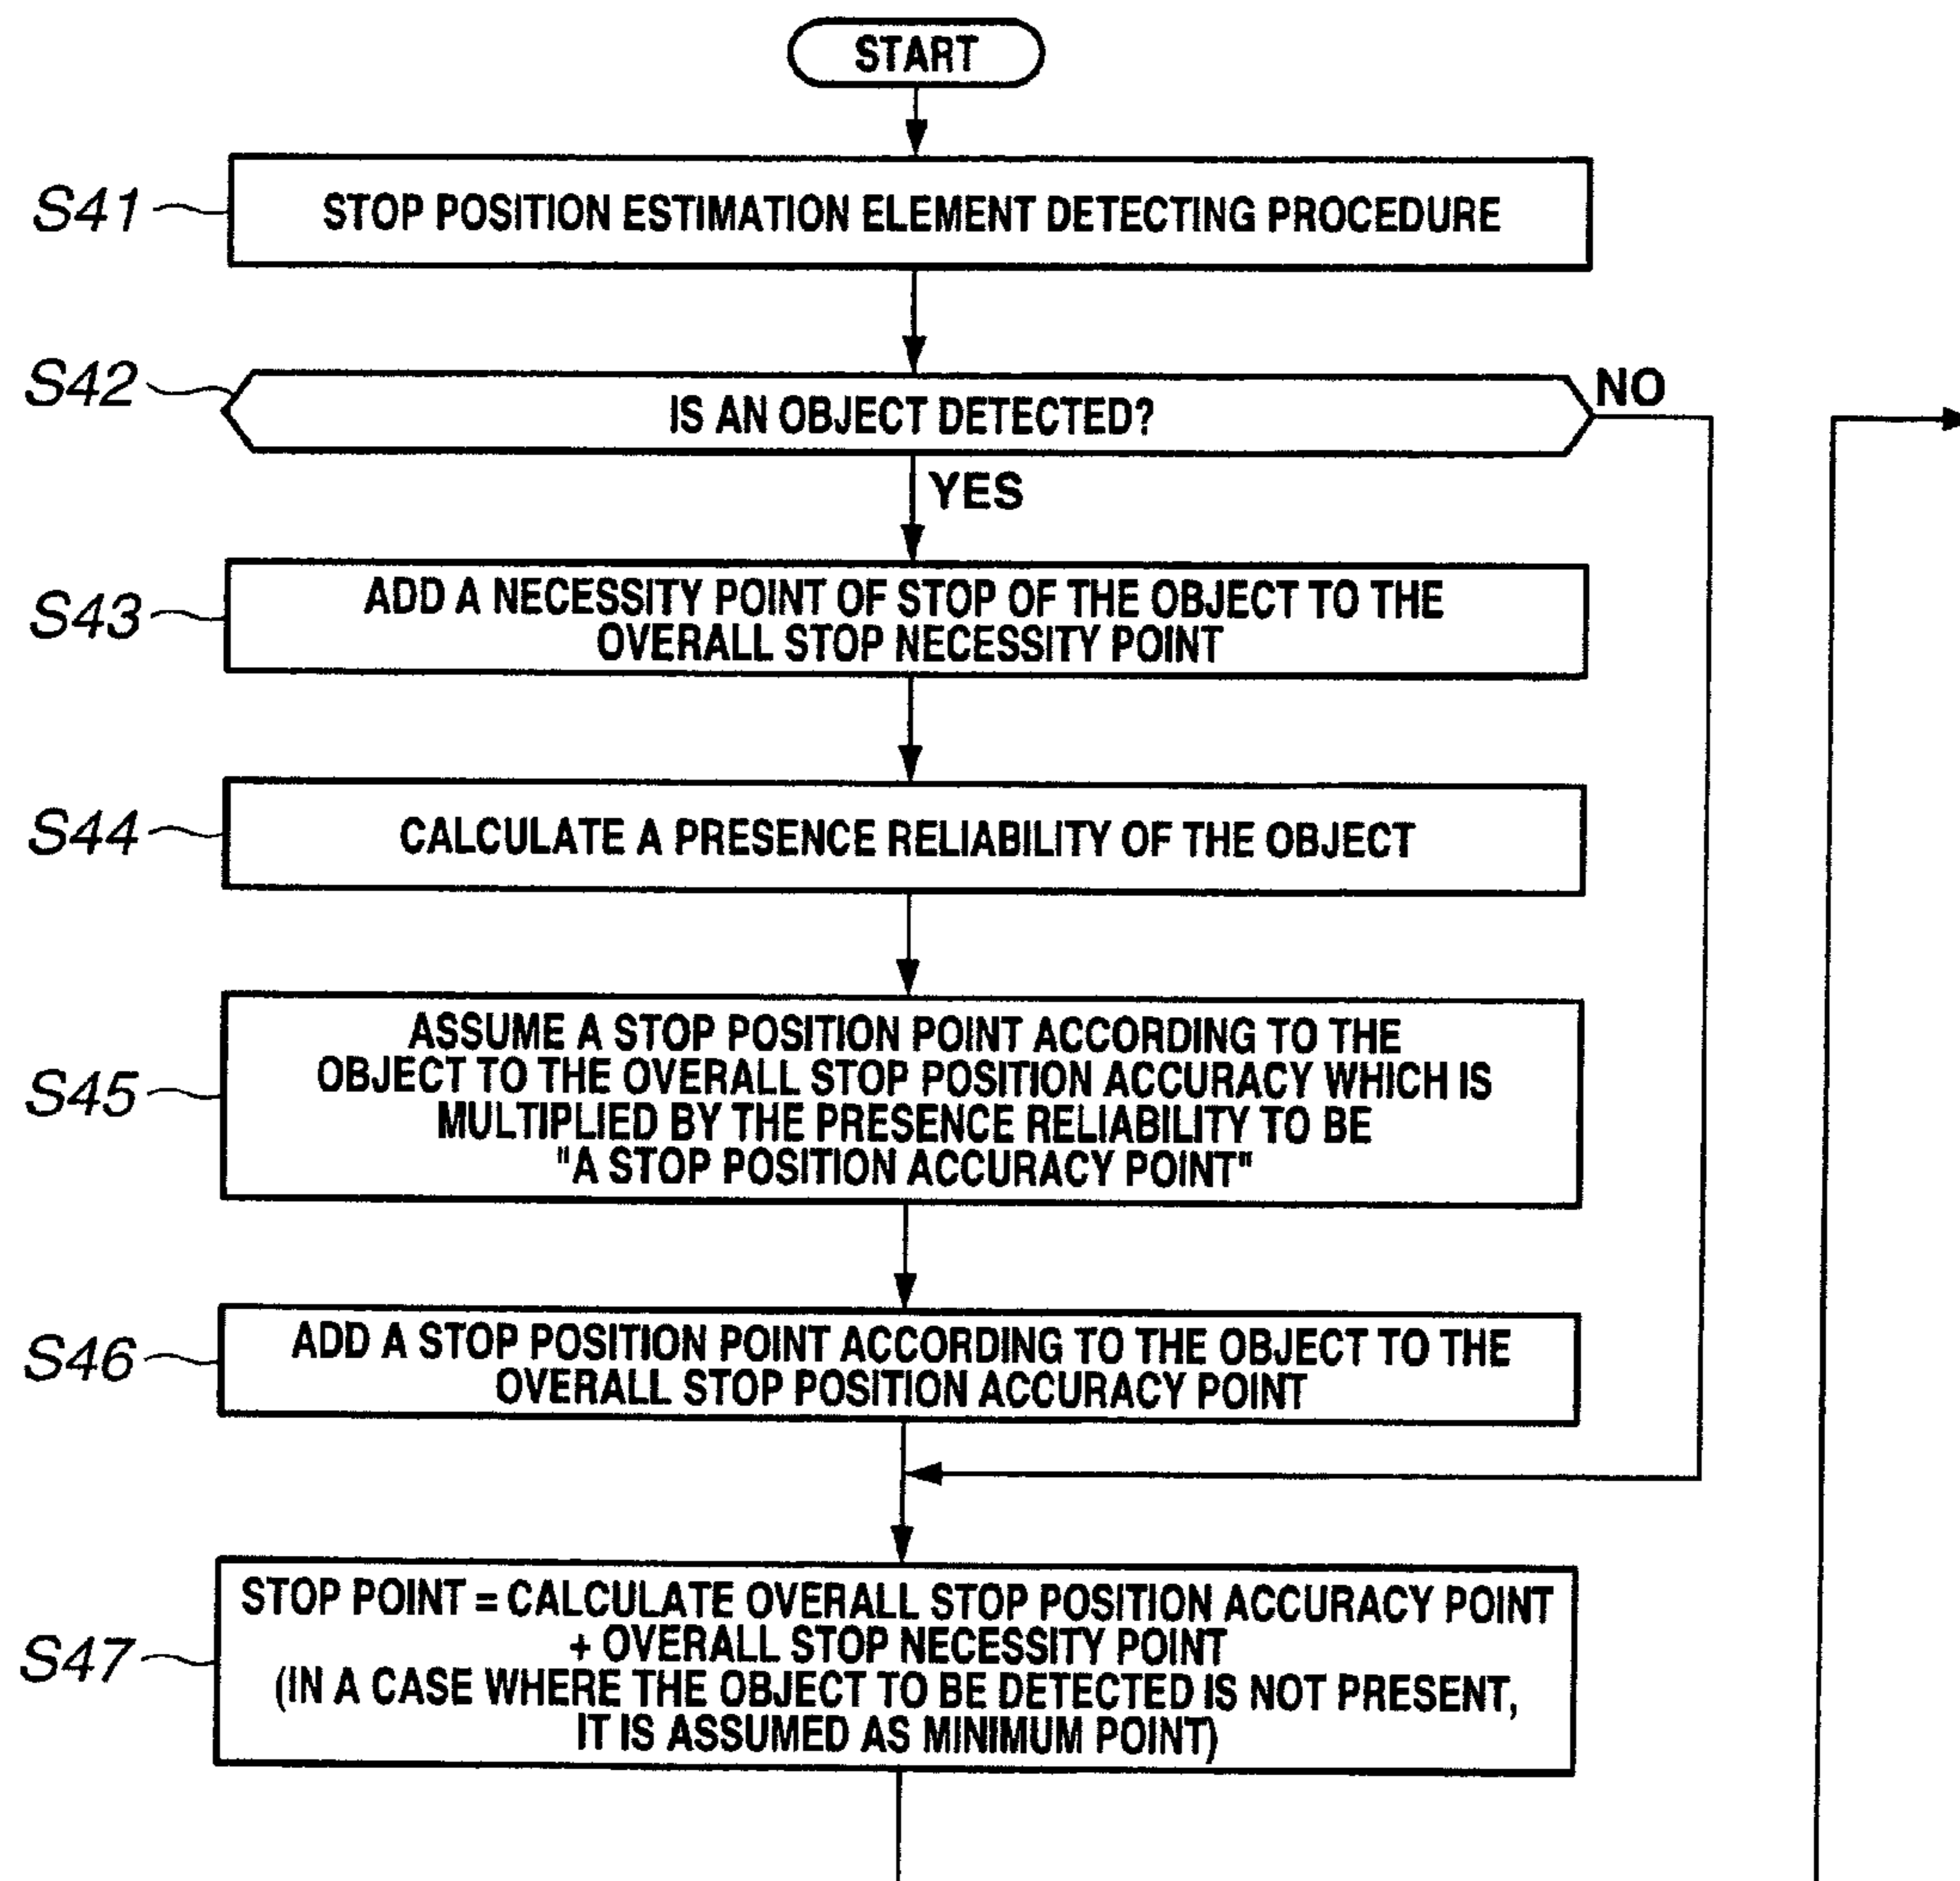 START
S41
STOP POSITION ESTIMATION ELEMENT DETECTING PROCEDURE
S42
IS AN OBJECT DETECTED?
NO
YES
S43
ADD A NECESSITY POINT OF STOP OF THE OBJECT TO THE
OVERALL STOP NECESSITY POINT
S44
CALCULATE A PRESENCE RELIABILITY OF THE OBJECT
S45
ASSUME A STOP POSITION POINT ACCORDING TO THE
OBJECT TO THE OVERALL STOP POSITION ACCURACY WHICH IS
MULTIPLIED BY THE PRESENCE RELIABILITY TO BE
"A STOP POSITION ACCURACY POINT"
S46
ADD A STOP POSITION POINT ACCORDING TO THE OBJECT TO THE
OVERALL STOP POSITION ACCURACY POINT
S47
STOP POINT = CALCULATE OVERALL STOP POSITION ACCURACY POINT
+ OVERALL STOP NECESSITY POINT
(IN A CASE WHERE THE OBJECT TO BE DETECTED IS NOT PRESENT,
IT IS ASSUMED AS MINIMUM POINT)